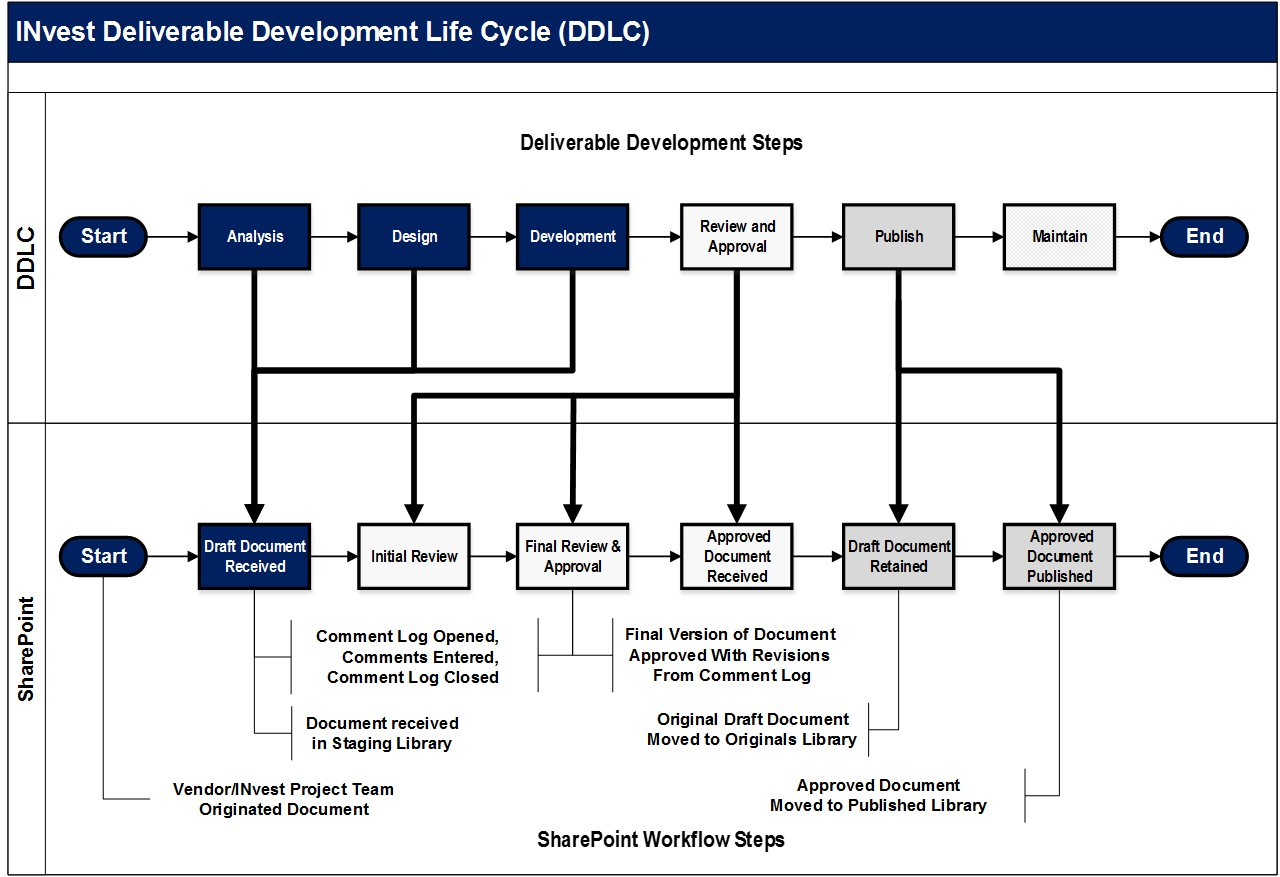 INvest Deliverable Development Life Cycle (DDLC)
DDLC
Deliverable Development Steps
Start
Analysis
Design
Development
Review and
Approval
Publish
Maintain
End
SharePoint
Start
Draft Document
Received
Initial Review
Final Review &
Approval
Approved
Document
Received
Draft Document
Retained
Approved
Document
Published
End
Comment Log Opened,
Comments Entered,
Comment Log Closed
Final Version of Document
Approved With Revisions
From Comment Log
Document received
in Staging Library
Original Draft Document
Moved to Originals Library
Vendor/INvest Project Team
Originated Document
Approved Document
Moved to Published Library
SharePoint Workflow Steps